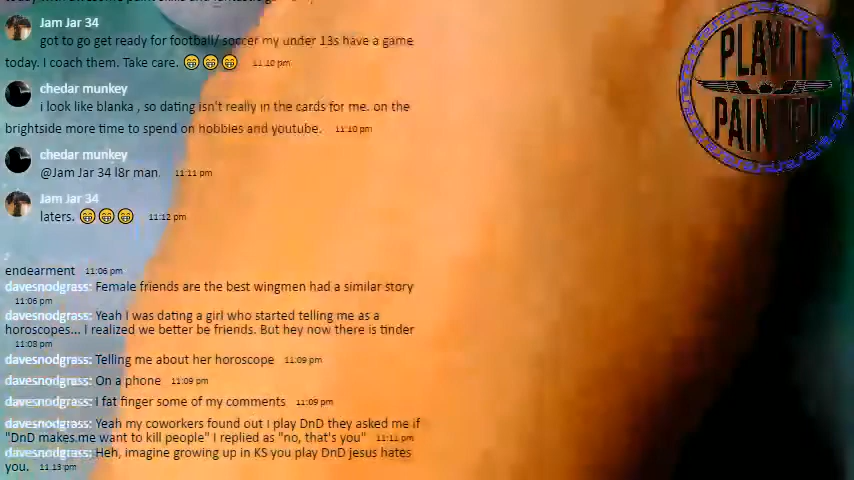 Jam Jar 34
got to go get ready for football/ soccer my under 13s have a game
today. I coach them. Take care. 😁😁😁 11:10 pm
chedar munkey
i look like blanka , so dating isn't really in the cards for me. on the
brightside more time to spend on hobbies and youtube. 11:10 pm
chedar munkey
@Jam Jar 34 l8r man. 11:11 pm
Jam Jar 34
laters. 😁😁😁 11:12 pm
endearment 11:06 pm
davesnodgrass: Female friends are the best wingmen had a similar story
11:06 pm
davesnodgrass: Yeah I was dating a girl who started telling me as a
horoscopes... I realized we better be friends. But hey now there is tinder
11:08 pm
davesnodgrass: Telling me about her horoscope 11:09 pm
davesnodgrass: On a phone 11:09 pm
davesnodgrass: I fat finger some of my comments 11:09 pm
davesnodgrass: Yeah my coworkers found out I play DnD they asked me if
"DnD makes me want to kill people" I replied as "no, that's you" 11:11 pm
davesnodgrass: Heh, imagine growing up in KS you play DnD jesus hates
you. 11:13 pm
PLAY IT
PAINTED